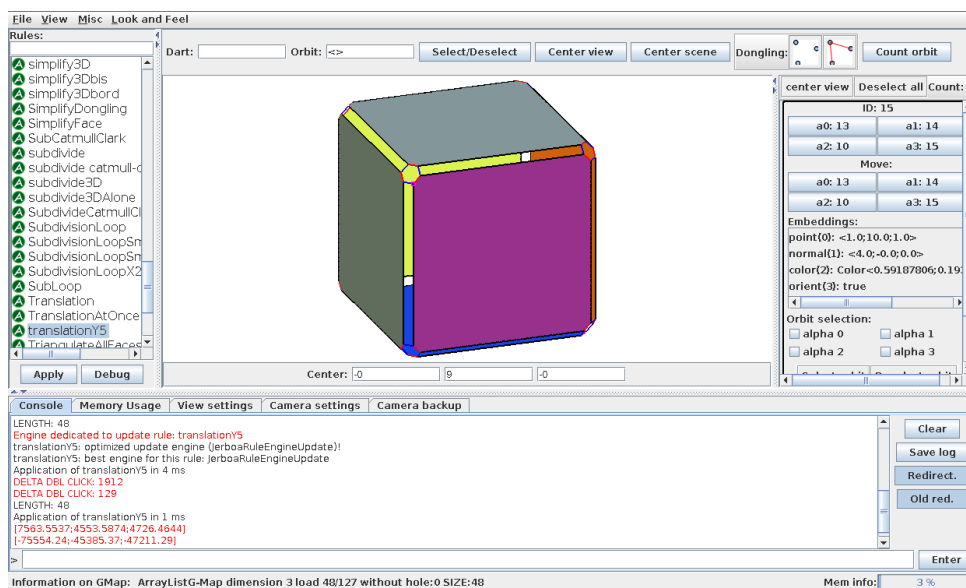 File View Misc Look and Feel
Rules:
Dart: Orbit: <> Select/Deselect Center view Center scene Dongling: Count orbit
simplify3D
simplify3Dbis
simplify3Dbord
SimplifyDongling
SimplifyFace
SubCatmullClark
subdivide
subdivide catmull-c
subdivide3D
subdivide3DAlone
SubdivideCatmullCl
SubdivisionLoop
SubdivisionLoopSm
SubdivisionLoopSm
SubdivisionLoopX2
SubLoop
Translation
TranslationAtOnce
translationY5
TriangulateAllFaces
Apply Debug
Center: -0 9 -0
center view Deselect all Count:
ID: 15
a0: 13 a1: 14
a2: 10 a3: 15
Move:
a0: 13 a1: 14
a2: 10 a3: 15
Embeddings:
point(0): <1.0;10.0;1.0>
normal(1): <4.0;-0.0;0.0>
color(2): Color<0.59187806;0.19
orient(3): true
Orbit selection:
alpha 0 alpha 1
alpha 2 alpha 3
Console Memory Usage View settings Camera settings Camera backup
LENGTH: 48
Engine dedicated to update rule: translationY5
translationY5: optimized update engine (JerboaRuleEngineUpdate)!
translationY5: best engine for this rule: JerboaRuleEngineUpdate
Application of translationY5 in 4 ms
DELTA DBL CLICK: 1912
DELTA DBL CLICK: 129
LENGTH: 48
Application of translationY5 in 1 ms
[7563.5537;4553.5874;4726.4644]
[-75554.24;-45385.37;-47211.29]
Clear
Save log
Redirect.
Old red.
> Enter
Information on GMap: ArrayListG-Map dimension 3 load 48/127 without hole:0 SIZE:48 Mem info: 3 %